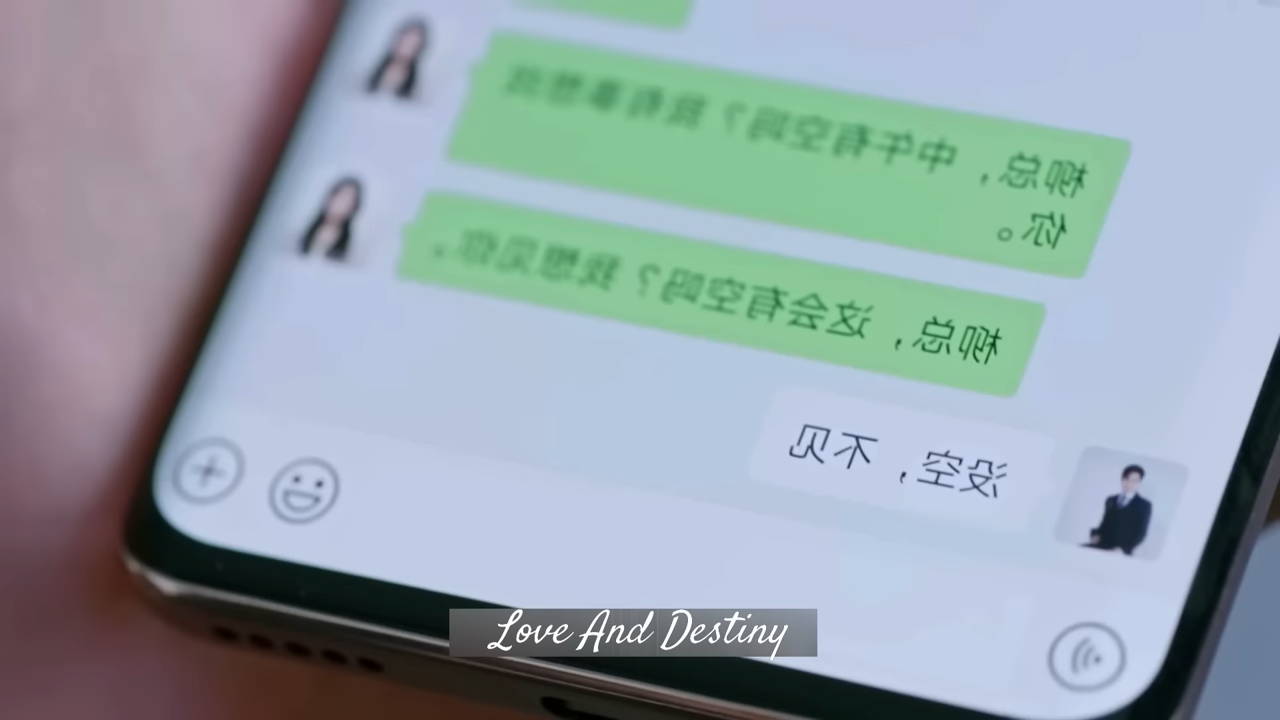 柳总，中午有空吗？我有事想说
你。
柳总，这会有空吗？我想见你。
没空，不见
Love And Destiny